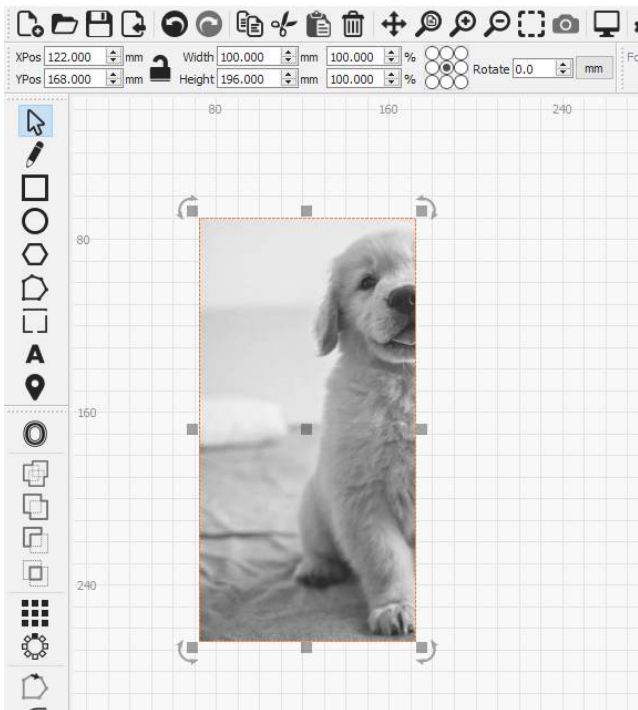 XPos 122.000 mm Width 100.000 mm 100.000 %
YPos 168.000 mm Height 196.000 mm 100.000 %
Rotate 0.0 mm
Fo
80 160 240
80
A
160
240